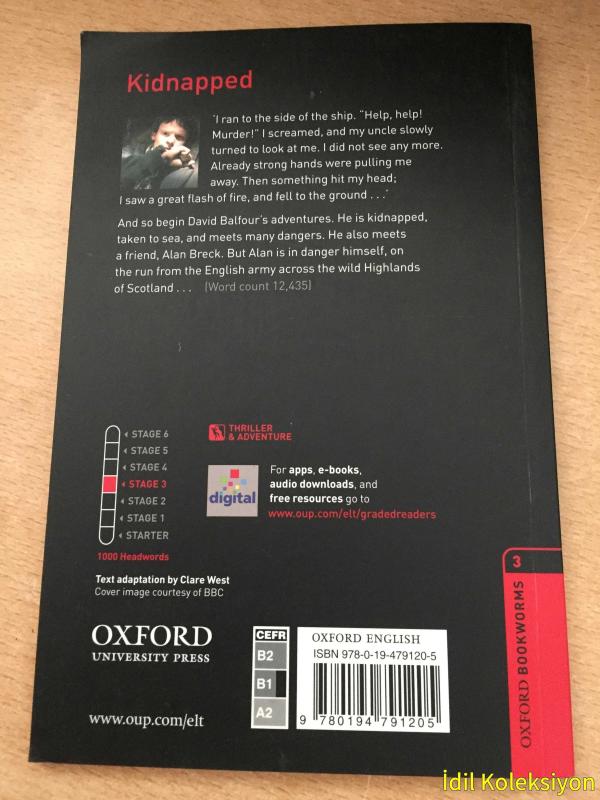 Kidnapped
'I ran to the side of the ship. "Help, help!
Murder!" I screamed, and my uncle slowly
turned to look at me. I did not see any more.
Already strong hands were pulling me
away. Then something hit my head;
I saw a great flash of fire, and fell to the ground . . .'
And so begin David Balfour's adventures. He is kidnapped,
taken to sea, and meets many dangers. He also meets
a friend, Alan Breck. But Alan is in danger himself, on
the run from the English army across the wild Highlands
of Scotland . . . (Word count 12,435)
STAGE 6
STAGE 5
STAGE 4
STAGE 3
STAGE 2
STAGE 1
STARTER
1000 Headwords
THRILLER
& ADVENTURE
digital
For apps, e-books,
audio downloads, and
free resources go to
www.oup.com/elt/gradedreaders
Text adaptation by Clare West
Cover image courtesy of BBC
OXFORD
UNIVERSITY PRESS
www.oup.com/elt
CEFR
B2
B1
A2
OXFORD ENGLISH
ISBN 978-0-19-479120-5
9 780194 791205
3
OXFORD BOOKWORMS
İdil Koleksiyon